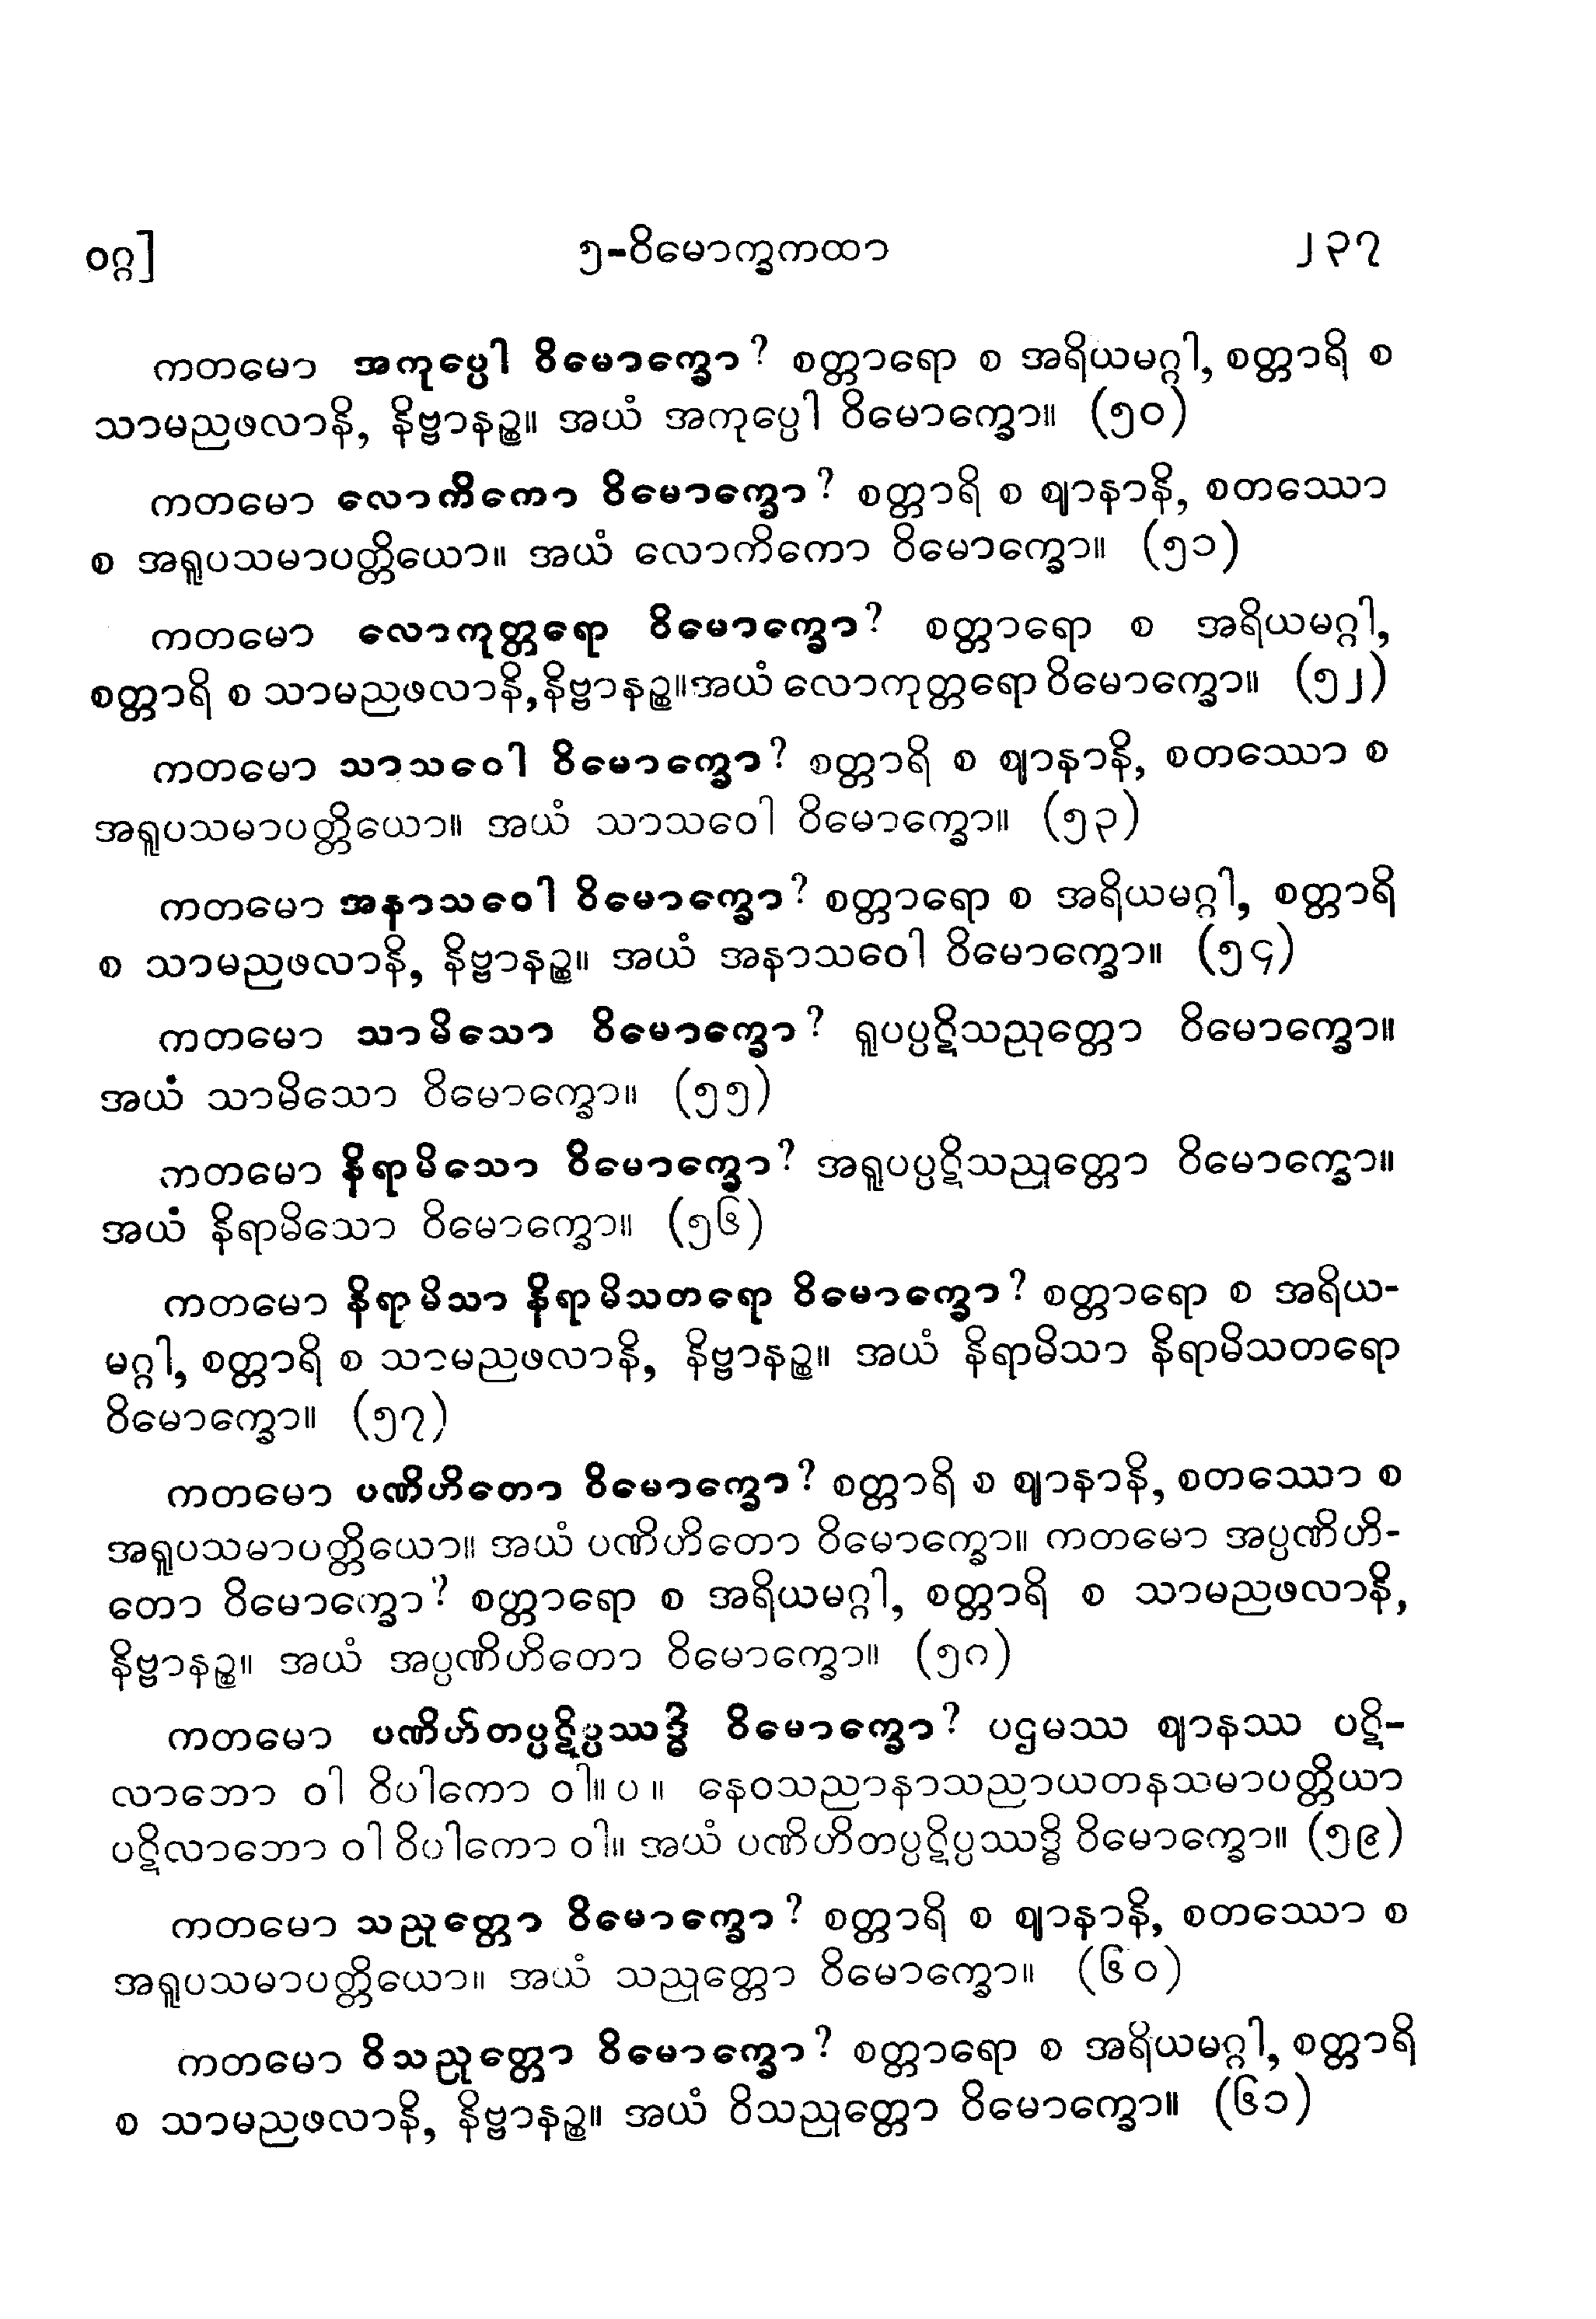 ဝဂ္ဂ] ၅-ဝိမောက္ခကထာ ၂၃၇
ကတမော အကုပ္ပေါ ဝိမောက္ခော? စတ္တာရော စ အရိယမဂ္ဂါ, စတ္တာရိ စ
သာမညဖလာနိ, နိဗ္ဗာနဉ္စ။ အယံ အကုပ္ပေါ ဝိမောက္ခော။ (၅၀)
ကတမော လောကိကော ဝိမောက္ခော? စတ္တာရိ စ ဈာနာနိ, စတဿော
စ အရူပသမာပတ္တိယော။ အယံ လောကိကော ဝိမောက္ခော။ (၅၁)
ကတမော လောကုတ္တရော ဝိမောက္ခော? စတ္တာရော စ အရိယမဂ္ဂါ,
စတ္တာရိ စ သာမညဖလာနိ,နိဗ္ဗာနဉ္စ။အယံ လောကုတ္တရော ဝိမောက္ခော။ (၅၂)
ကတမော သာသဝေါ ဝိမောက္ခော? စတ္တာရိ စ ဈာနာနိ, စတဿော စ
အရူပသမာပတ္တိယော။ အယံ သာသဝေါ ဝိမောက္ခော။ (၅၃)
ကတမော အနာသဝေါ ဝိမောက္ခော? စတ္တာရော စ အရိယမဂ္ဂါ, စတ္တာရိ
စ သာမညဖလာနိ, နိဗ္ဗာနဉ္စ။ အယံ အနာသဝေါ ဝိမောက္ခော။ (၅၄)
ကတမော သာမိသော ဝိမောက္ခော? ရူပပ္ပဋိသညုတ္တော ဝိမောက္ခော။
အယံ သာမိသော ဝိမောက္ခော။ (၅၅)
ကတမော နိရာမိသော ဝိမောက္ခော? အရူပပ္ပဋိသညုတ္တော ဝိမောက္ခော။
အယံ နိရာမိသော ဝိမောက္ခော။ (၅၆)
ကတမော နိရာမိသာ နိရာမိသတရော ဝိမောက္ခော? စတ္တာရော စ အရိယ-
မဂ္ဂါ, စတ္တာရိ စ သာမညဖလာနိ, နိဗ္ဗာနဉ္စ။ အယံ နိရာမိသာ နိရာမိသတရော
ဝိမောက္ခော။ (၅၇)
ကတမော ပဏိဟိတော ဝိမောက္ခော? စတ္တာရိ စ ဈာနာနိ, စတဿော စ
အရူပသမာပတ္တိယော။ အယံ ပဏိဟိတော ဝိမောက္ခော။ ကတမော အပ္ပဏိဟိ-
တော ဝိမောက္ခော? စတ္တာရော စ အရိယမဂ္ဂါ, စတ္တာရိ စ သာမညဖလာနိ,
နိဗ္ဗာနဉ္စ။ အယံ အပ္ပဏိဟိတော ဝိမောက္ခော။ (၅၈)
ကတမော ပဏိဟိတပ္ပဋိပ္ပဿဒ္ဓိ ဝိမောက္ခော? ပဌမဿ ဈာနဿ ပဋိ-
လာဘော ဝါ ဝိပါကော ဝါ။ပ။ နေဝသညာနာသညာယတနသမာပတ္တိယာ
ပဋိလာဘော ဝါ ဝိပါကော ဝါ။ အယံ ပဏိဟိတပ္ပဋိပ္ပဿဒ္ဓိ ဝိမောက္ခော။ (၅၉)
ကတမော သညုတ္တော ဝိမောက္ခော? စတ္တာရိ စ ဈာနာနိ, စတဿော စ
အရူပသမာပတ္တိယော။ အယံ သညုတ္တော ဝိမောက္ခော။ (၆၀)
ကတမော ဝိသညုတ္တော ဝိမောက္ခော? စတ္တာရော စ အရိယမဂ္ဂါ, စတ္တာရိ
စ သာမညဖလာနိ, နိဗ္ဗာနဉ္စ။ အယံ ဝိသညုတ္တော ဝိမောက္ခော။ (၆၁)